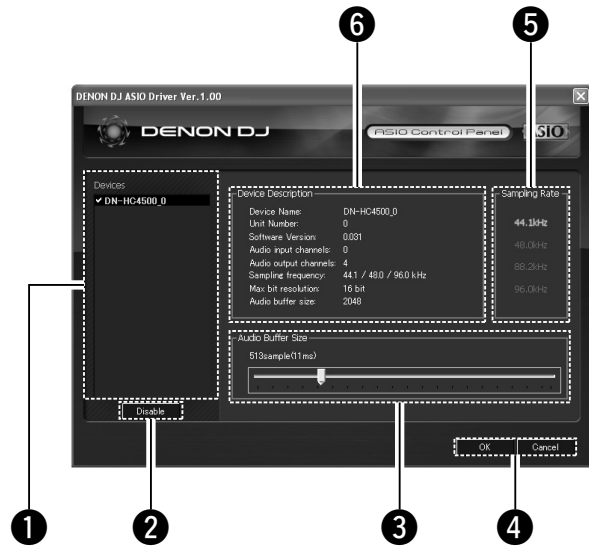 6
5
DENON DJ ASIO Driver Ver.1.00
DENON DJ
ASIO Control Panel
ASIO
Devices
✔ DN-HC4500_0
Device Description
Device Name: DN-HC4500_0
Unit Number: 0
Software Version: 0.031
Audio input channels: 0
Audio output channels: 4
Sampling frequency: 44.1 / 48.0 / 96.0 kHz
Max bit resolution: 16 bit
Audio buffer size: 2048
Sampling Rate
44.1kHz
48.0kHz
88.2kHz
96.0kHz
Audio Buffer Size
513sample(11ms)
Disable
OK
Cancel
1
2
3
4